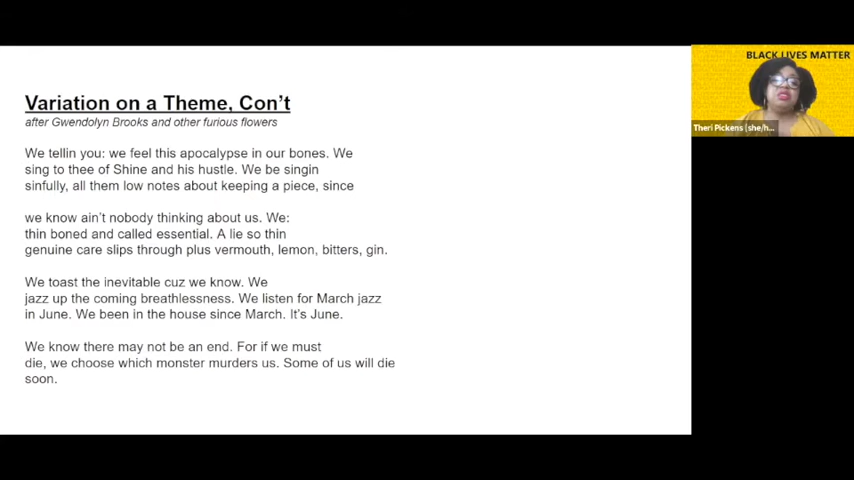 Variation on a Theme, Con't
after Gwendolyn Brooks and other furious flowers
We tellin you: we feel this apocalypse in our bones. We
sing to thee of Shine and his hustle. We be singin
sinfully, all them low notes about keeping a piece, since
we know ain't nobody thinking about us. We:
thin boned and called essential. A lie so thin
genuine care slips through plus vermouth, lemon, bitters, gin.
We toast the inevitable cuz we know. We
jazz up the coming breathlessness. We listen for March jazz
in June. We been in the house since March. It's June.
We know there may not be an end. For if we must
die, we choose which monster murders us. Some of us will die
soon.
BLACK LIVES MATTER
Theri Pickens (she/h...